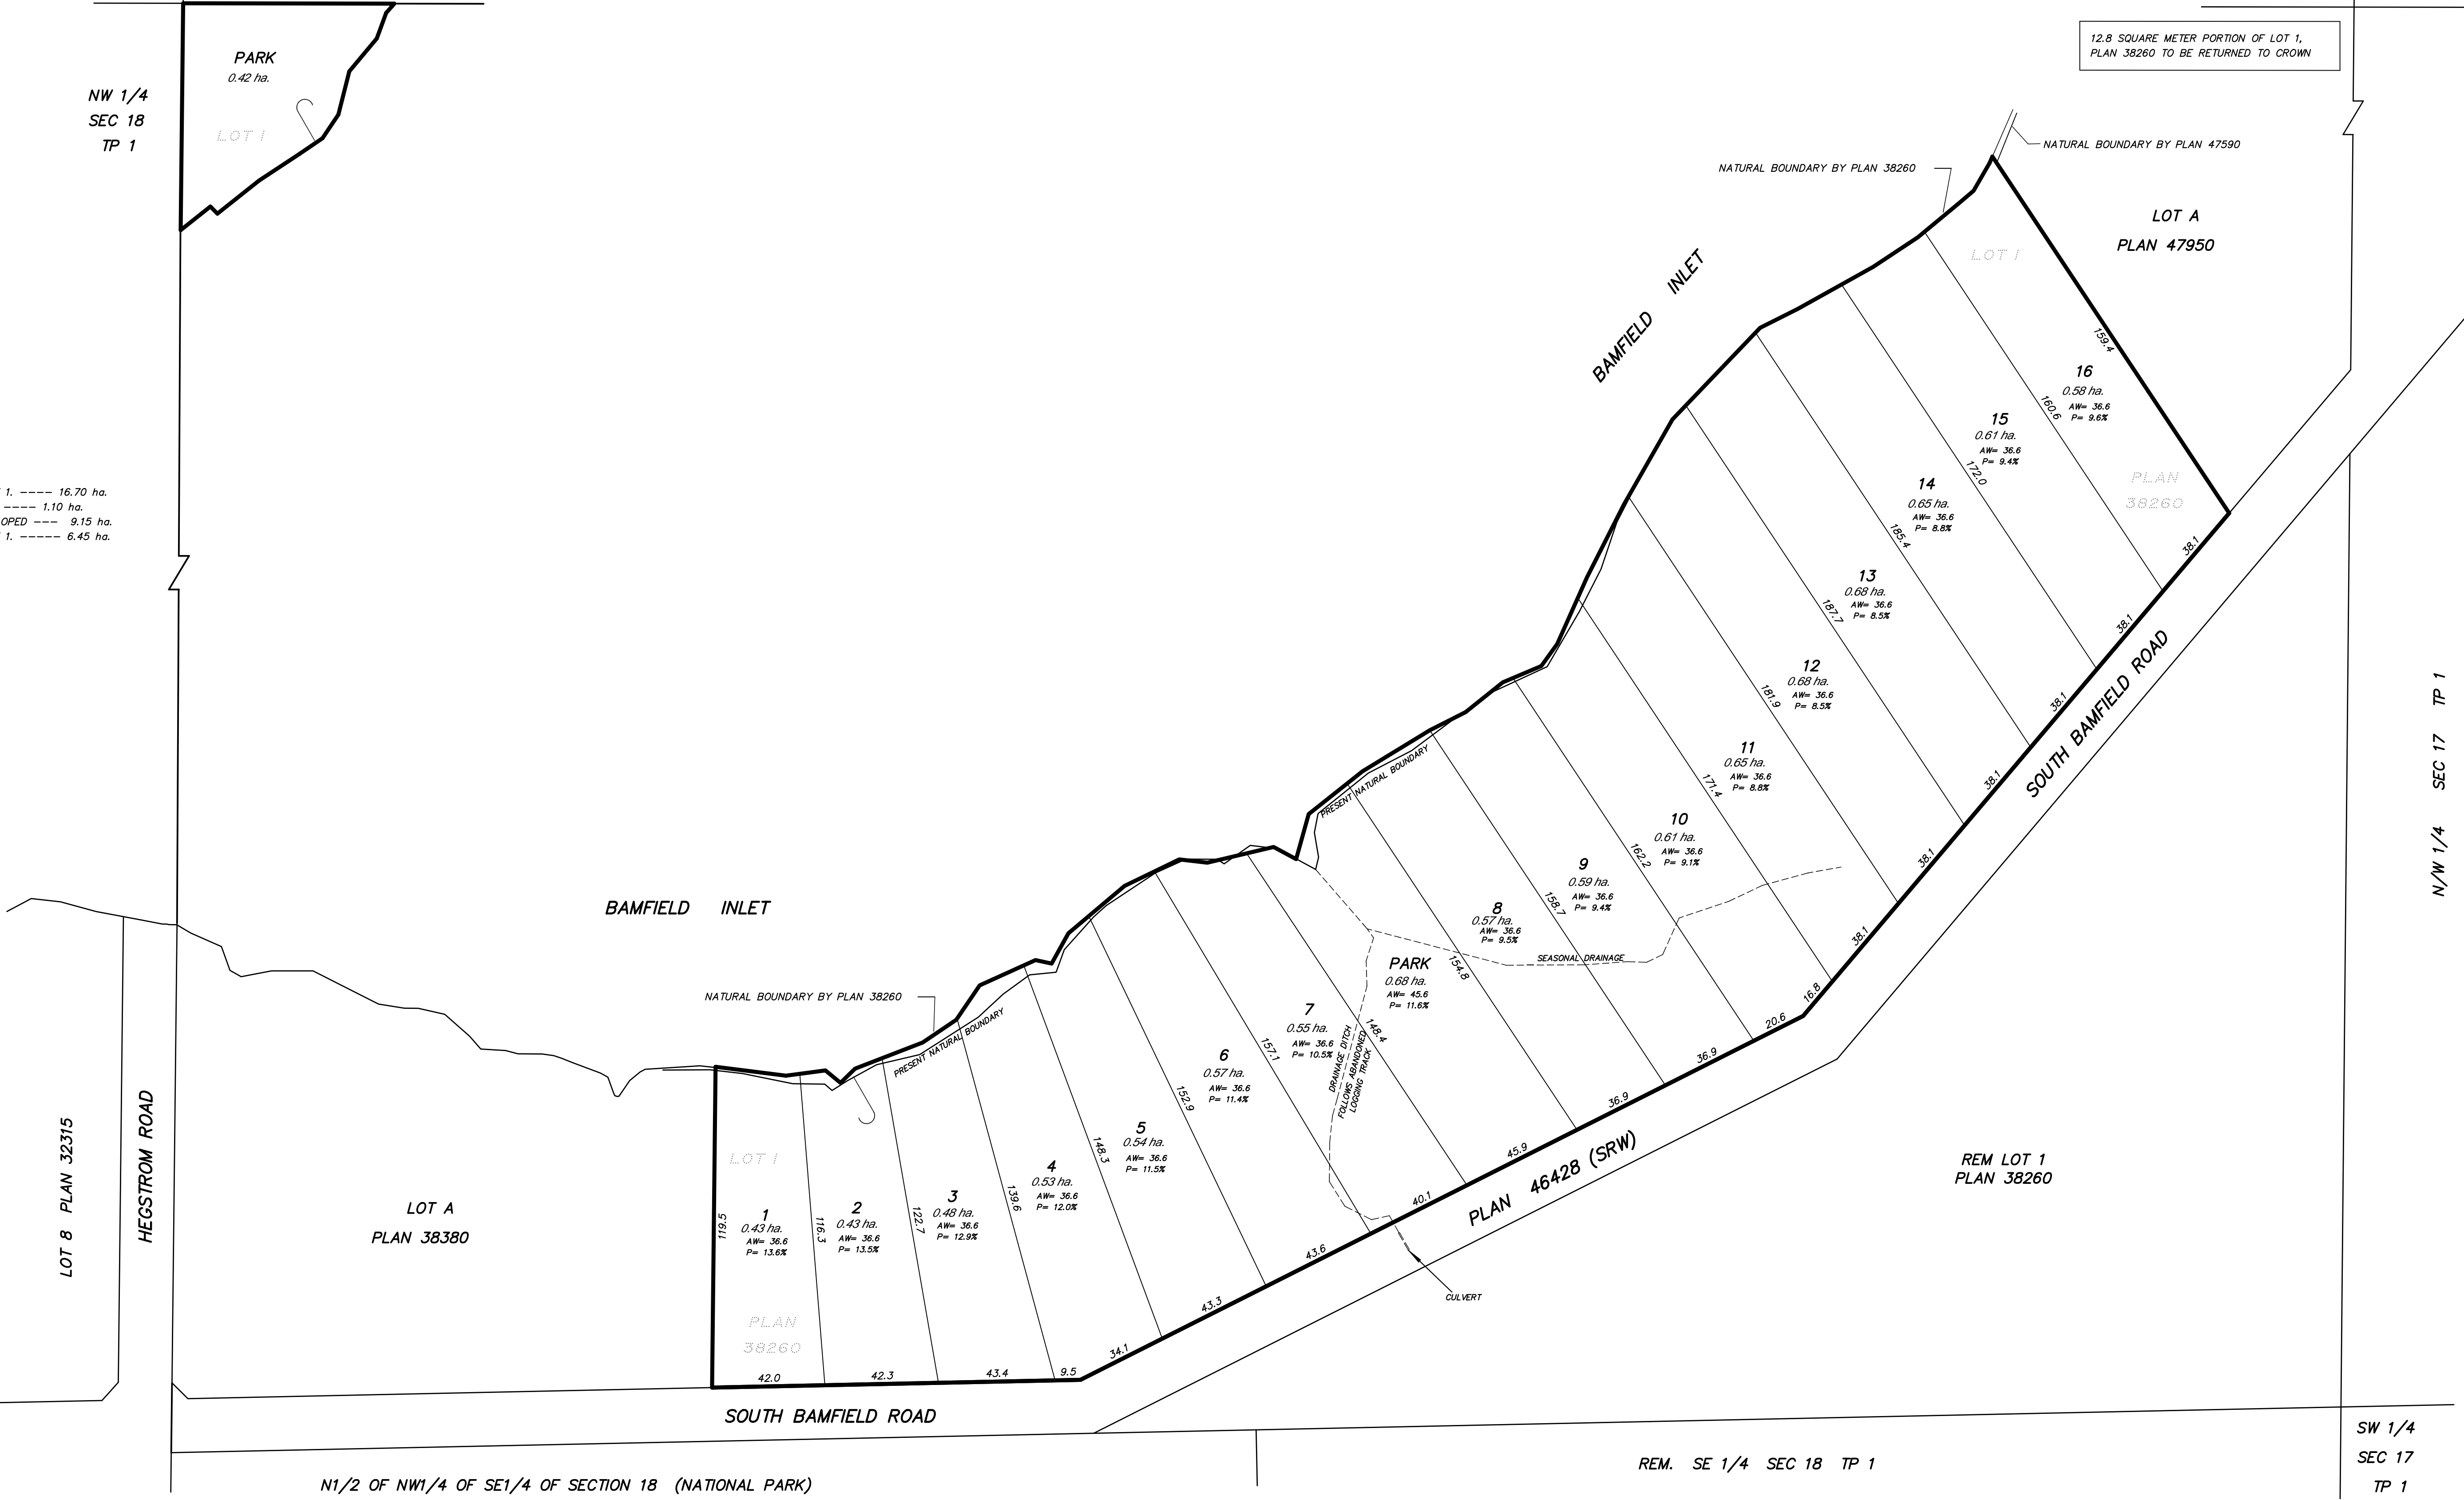 12.8 SQUARE METER PORTION OF LOT 1,
PLAN 38260 TO BE RETURNED TO CROWN
PARK
0.42 ha.
LOT 1
NW 1/4
SEC 18
TP 1
NATURAL BOUNDARY BY PLAN 47590
NATURAL BOUNDARY BY PLAN 38260
LOT A
PLAN 47950
BAMFIELD INLET
LOT 1
159.4
16
0.58 ha.
AW= 36.6
P= 9.6%
160.6
15
0.61 ha.
AW= 36.6
P= 9.4%
172.0
PLAN
38260
14
0.65 ha.
AW= 36.6
P= 8.8%
185.4
13
0.68 ha.
AW= 36.6
P= 8.5%
187.7
12
0.68 ha.
AW= 36.6
P= 8.5%
181.9
11
0.65 ha.
AW= 36.6
P= 8.8%
171.4
10
0.61 ha.
AW= 36.6
P= 9.1%
162.2
9
0.59 ha.
AW= 36.6
P= 9.4%
158.7
8
0.57 ha.
AW= 36.6
P= 9.5%
154.8
SEASONAL DRAINAGE
PARK
0.68 ha.
AW= 45.6
P= 11.6%
148.4
DRAINAGE DITCH
FOLLOWS ABANDONED
LOGGING TRACK
7
0.55 ha.
AW= 36.6
P= 10.5%
157.1
6
0.57 ha.
AW= 36.6
P= 11.4%
152.9
5
0.54 ha.
AW= 36.6
P= 11.5%
148.3
4
0.53 ha.
AW= 36.6
P= 12.0%
139.6
3
0.48 ha.
AW= 36.6
P= 12.9%
122.7
2
0.43 ha.
AW= 36.6
P= 13.5%
116.3
LOT 1
1
0.43 ha.
AW= 36.6
P= 13.6%
119.5
PLAN
38260
38.1
38.1
38.1
38.1
38.1
38.1
16.8
20.6
36.9
36.9
45.9
40.1
43.6
43.3
34.1
9.5
43.4
42.3
42.0
PRESENT NATURAL BOUNDARY
PRESENT NATURAL BOUNDARY
NATURAL BOUNDARY BY PLAN 38260
BAMFIELD INLET
1. ---- 16.70 ha.
---- 1.10 ha.
OPED --- 9.15 ha.
1. ----- 6.45 ha.
SOUTH BAMFIELD ROAD
PLAN 46428 (SRW)
CULVERT
N/W 1/4 SEC 17 TP 1
REM LOT 1
PLAN 38260
LOT 8 PLAN 32315
HEGSTROM ROAD
LOT A
PLAN 38380
SOUTH BAMFIELD ROAD
N1/2 OF NW1/4 OF SE1/4 OF SECTION 18 (NATIONAL PARK)
REM. SE 1/4 SEC 18 TP 1
SW 1/4
SEC 17
TP 1